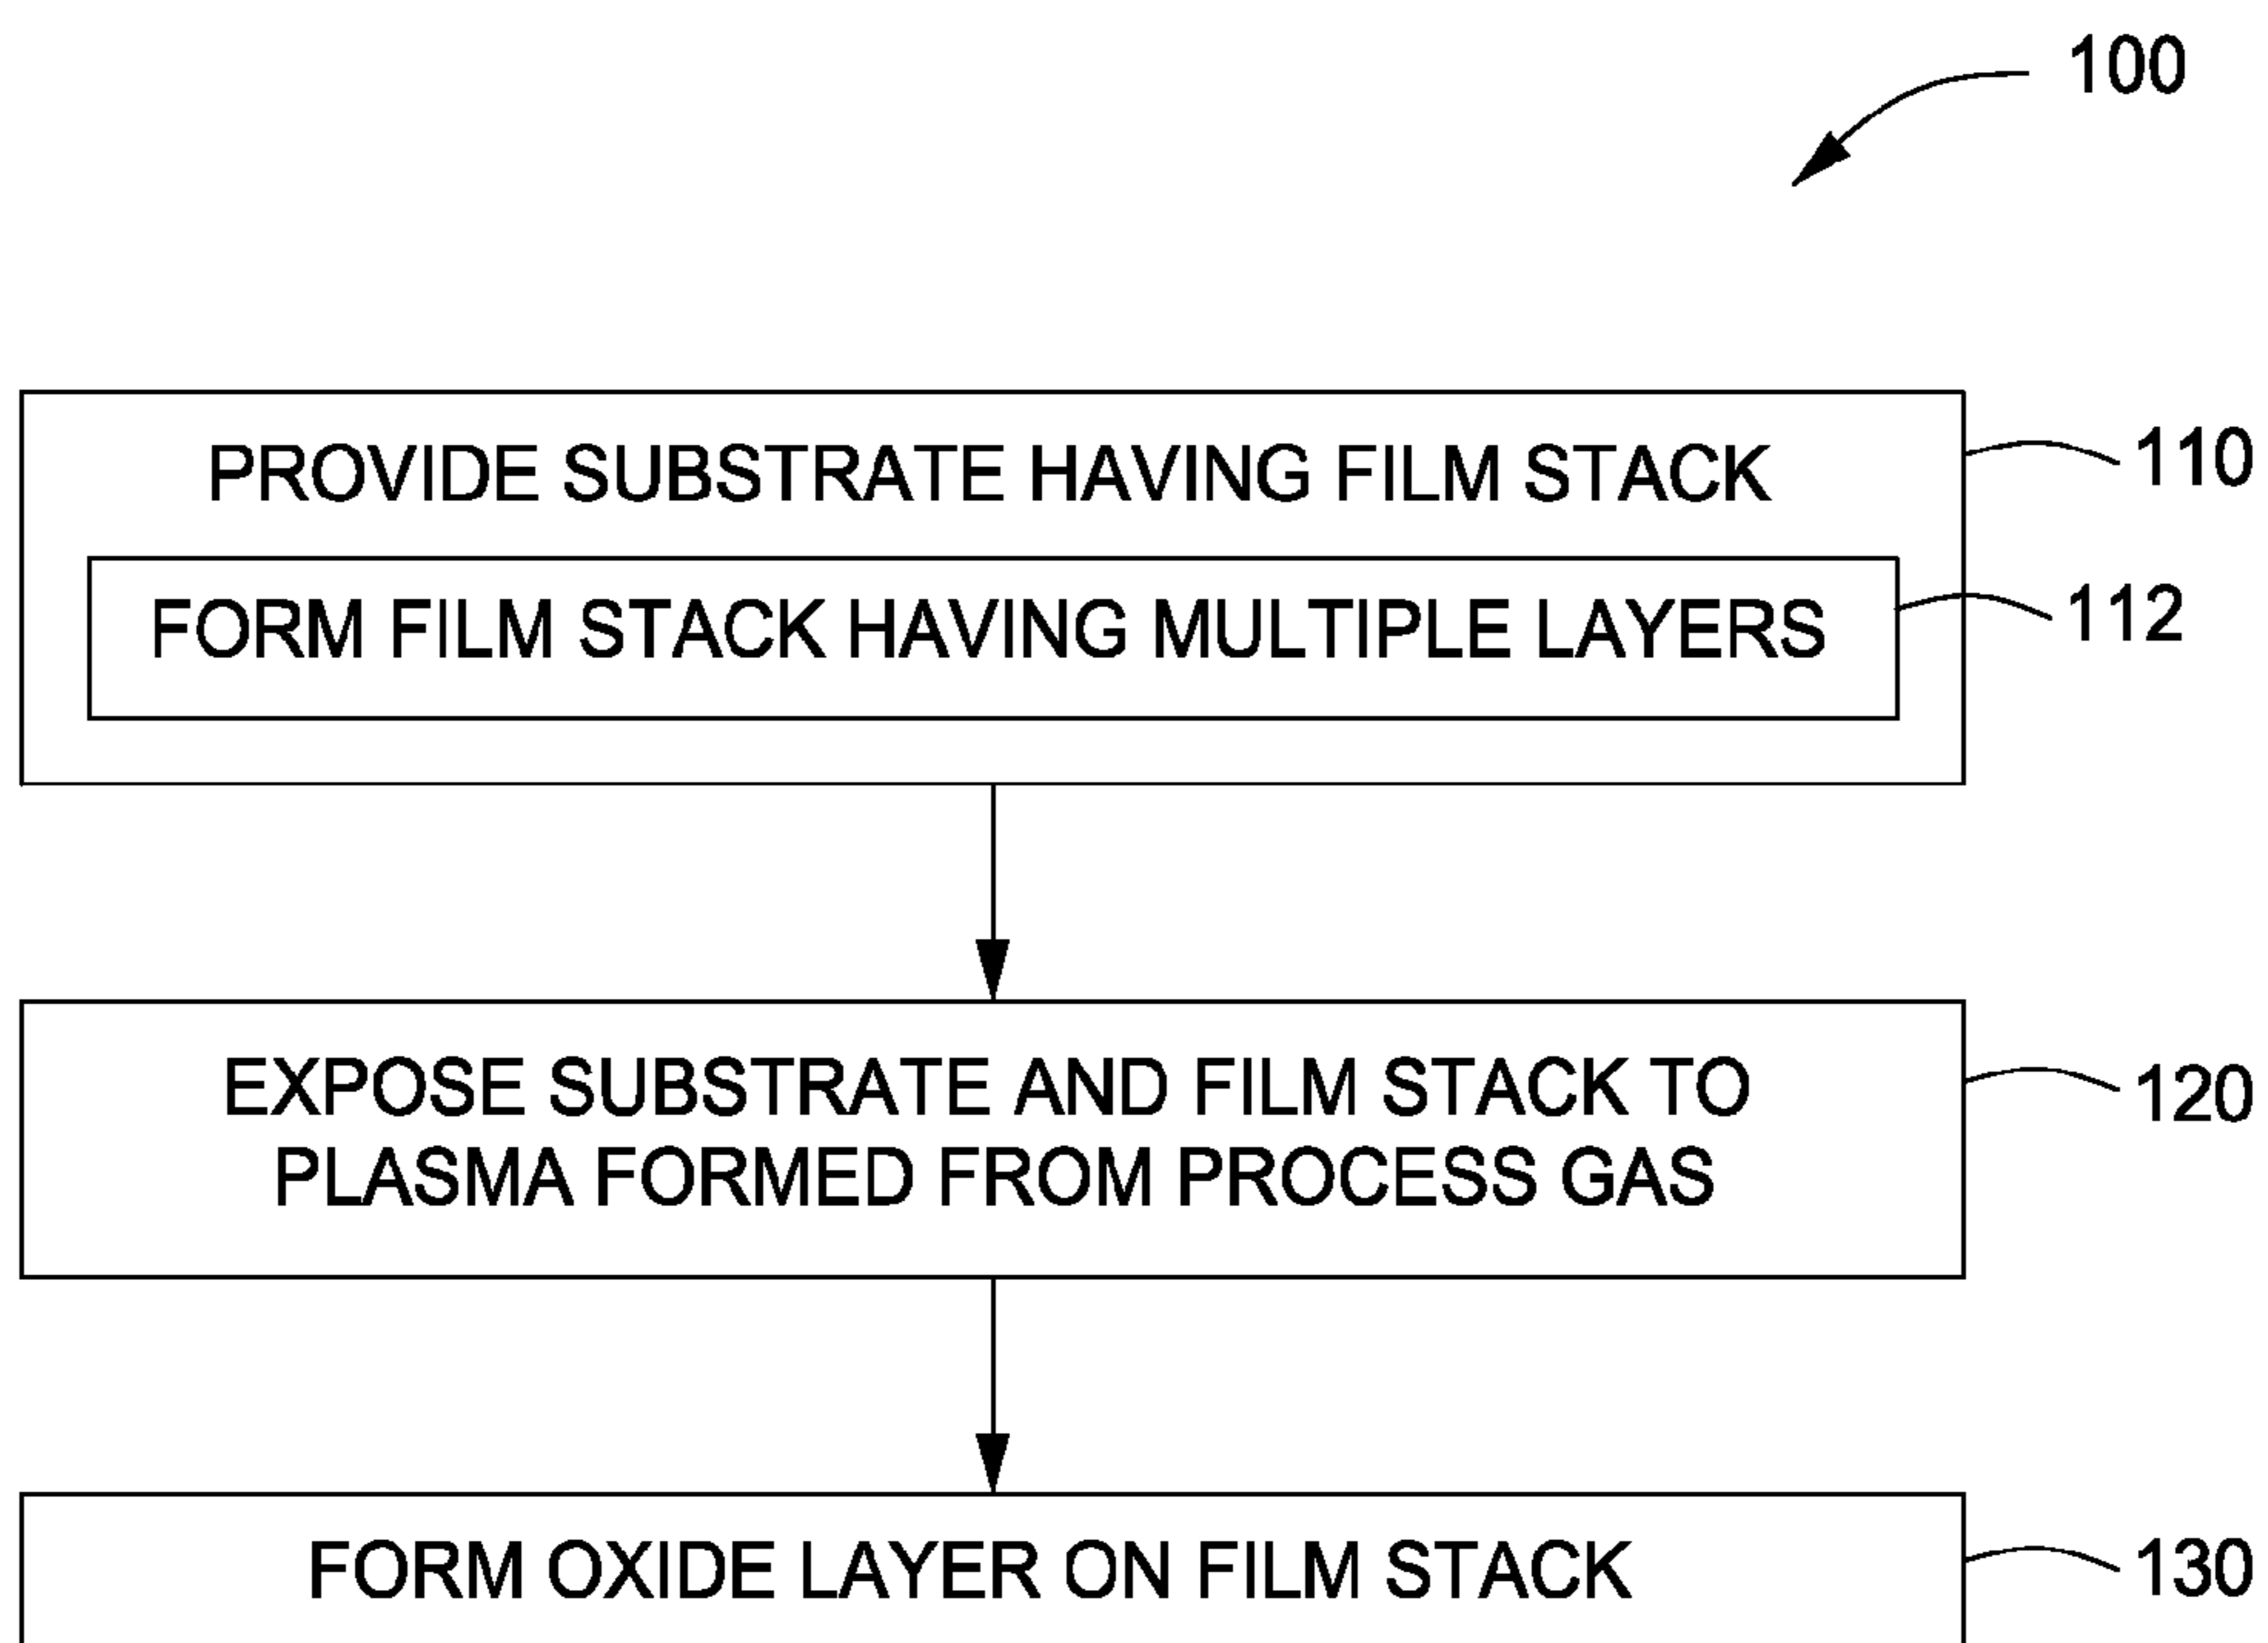 100
PROVIDE SUBSTRATE HAVING FILM STACK
110
FORM FILM STACK HAVING MULTIPLE LAYERS
112
EXPOSE SUBSTRATE AND FILM STACK TO
120
PLASMA FORMED FROM PROCESS GAS
FORM OXIDE LAYER ON FILM STACK
130